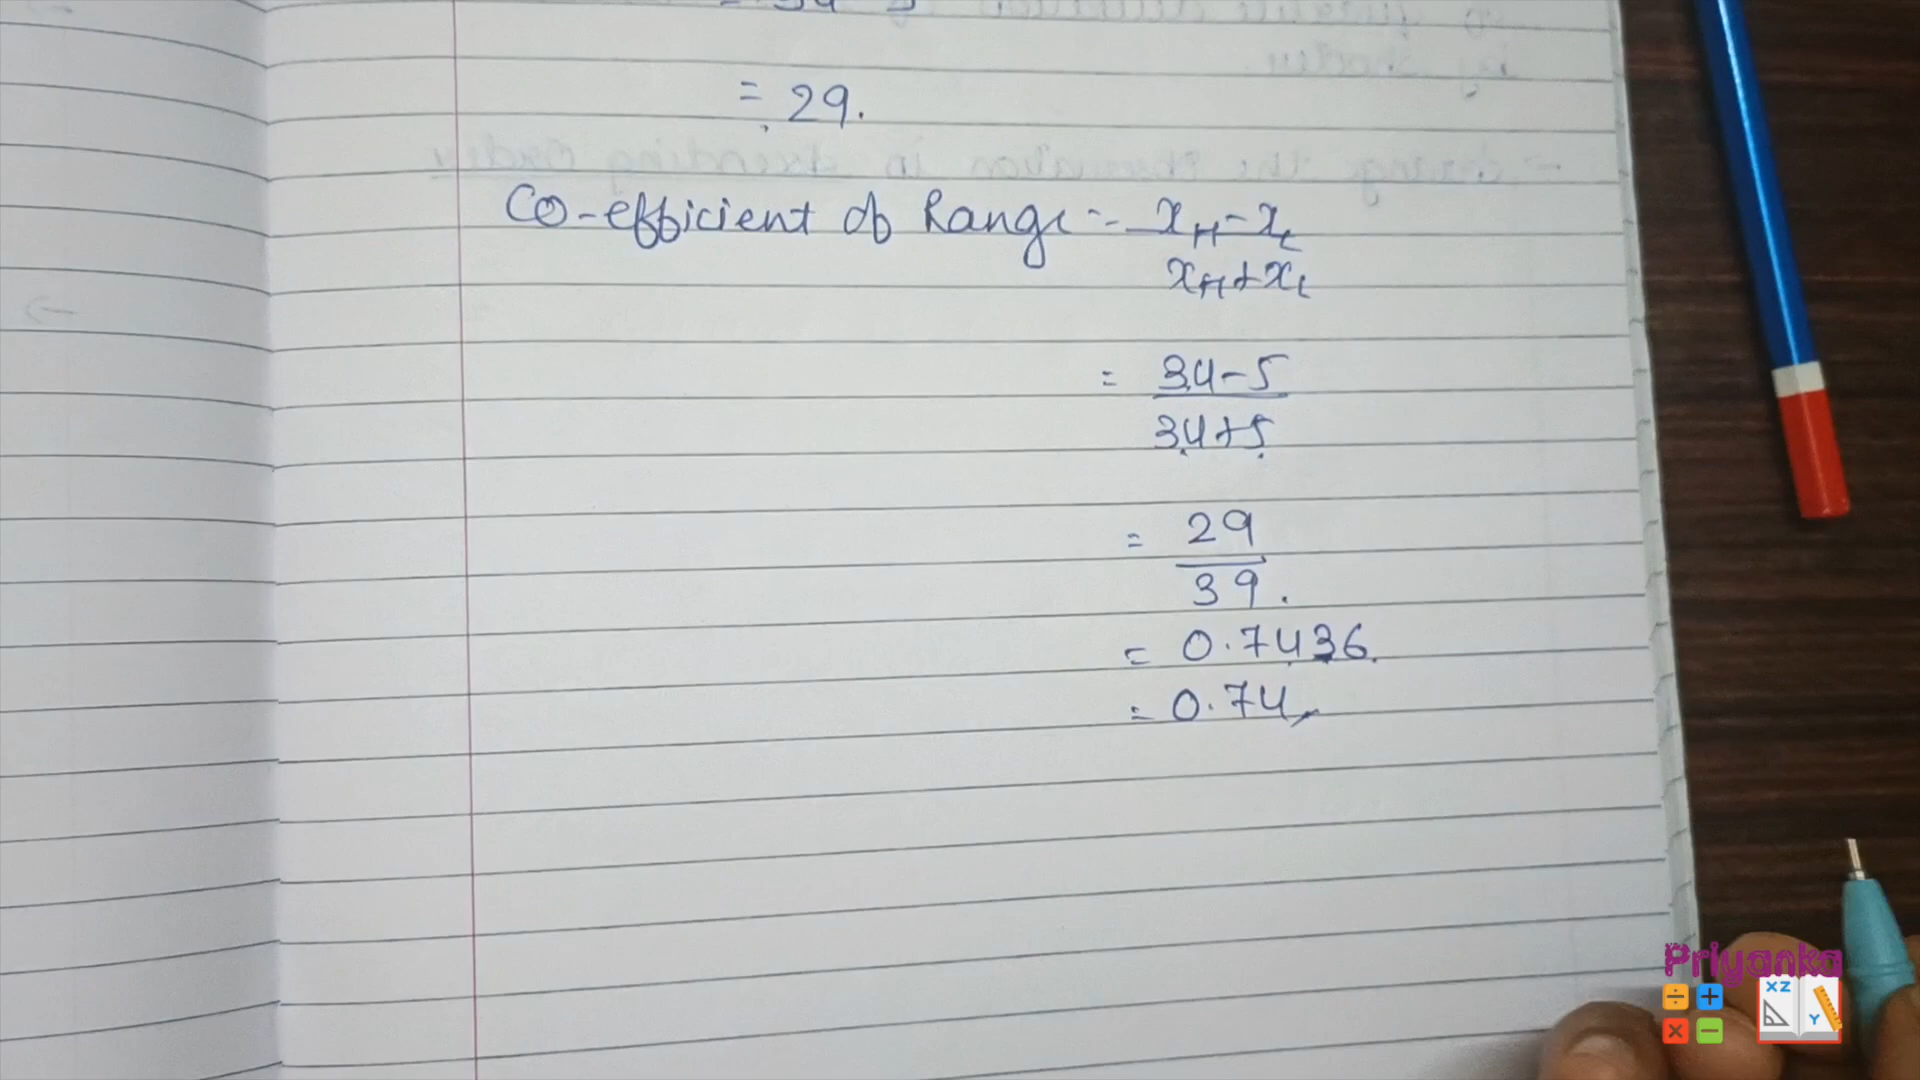 = 29.
Co-efficient of Range = xH - xL
xH + xL
= 34 - 5
34 + 5
= 29
39.
= 0.7436.
= 0.74
Priyanka
÷ + XZ
× − Y